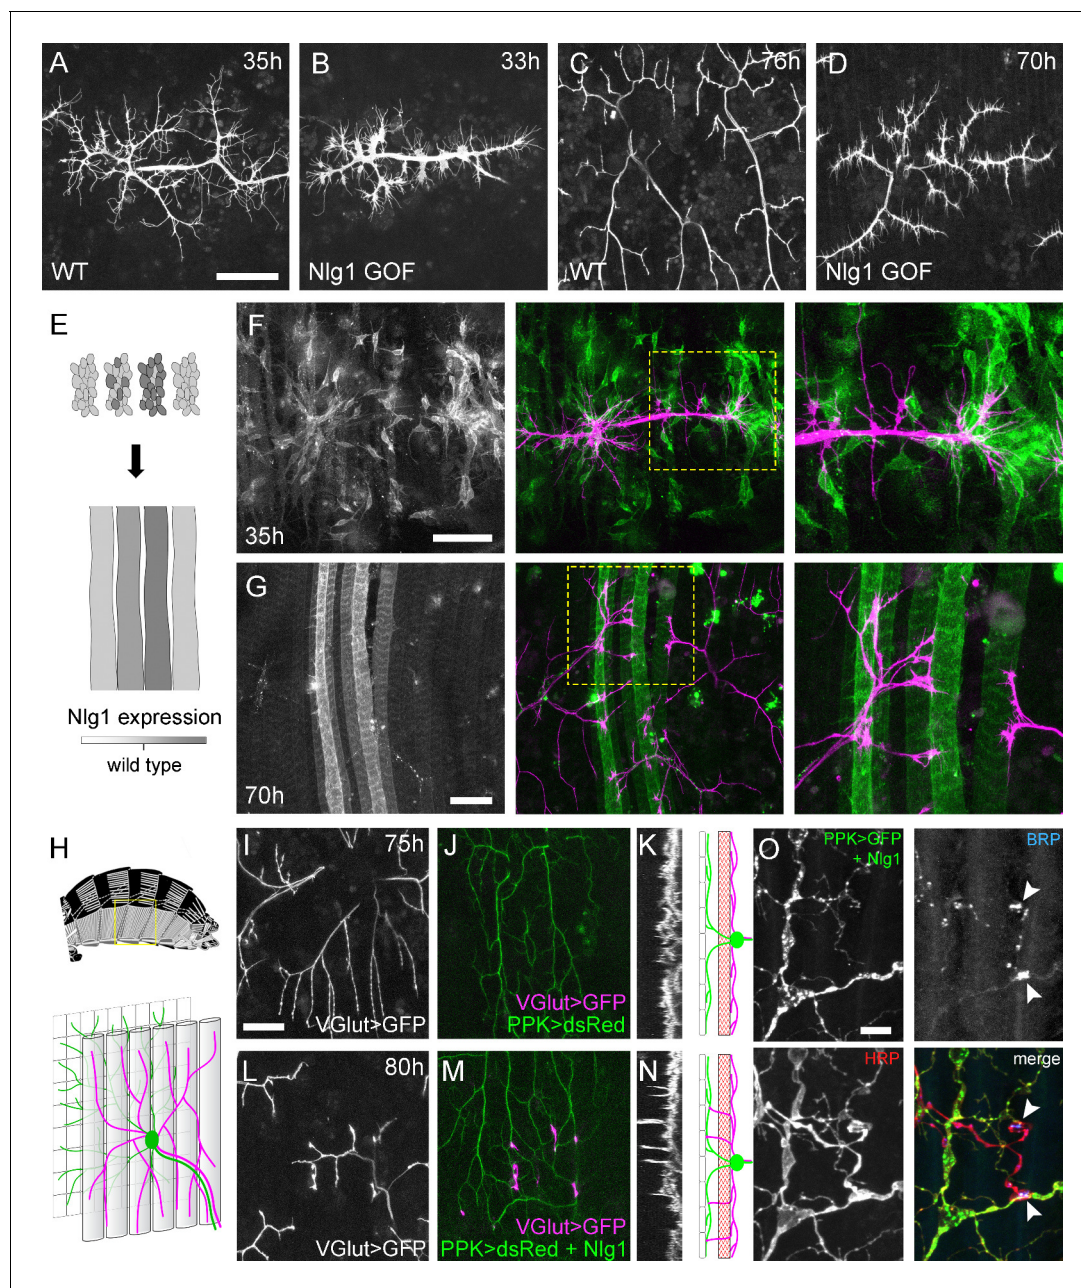 A
35h
WT
B
33h
Nlg1 GOF
C
76h
WT
D
70h
Nlg1 GOF
E
Nlg1 expression
wild type
F
35h
G
70h
H
I
75h
VGlut>GFP
J
VGlut>GFP
PPK>dsRed
K
L
80h
VGlut>GFP
M
VGlut>GFP
PPK>dsRed + Nlg1
N
O
PPK>GFP
+ Nlg1
BRP
HRP
merge